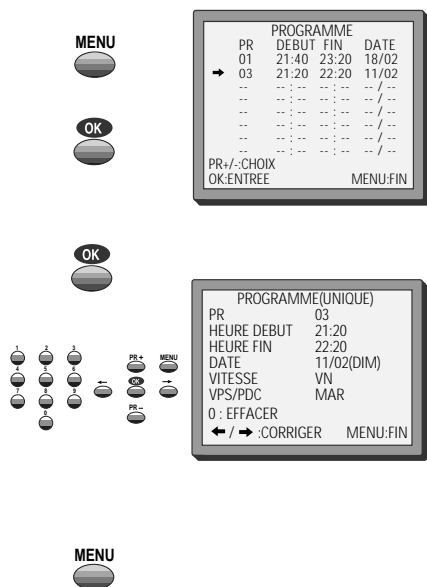 MENU
OK
PROGRAMME
PR DEBUT FIN DATE
01 21:40 23:20 18/02
➞ 03 21:20 22:20 11/02
-- -- : -- -- : -- -- / --
-- -- : -- -- : -- -- / --
-- -- : -- -- : -- -- / --
-- -- : -- -- : -- -- / --
-- -- : -- -- : -- -- / --
-- -- : -- -- : -- -- / --
PR+/-:CHOIX
OK:ENTREE MENU:FIN
OK
1 2 3
4 5 6
7 8 9
0
PR + MENU
← OK →
PR –
PROGRAMME(UNIQUE)
PR 03
HEURE DEBUT 21:20
HEURE FIN 22:20
DATE 11/02(DIM)
VITESSE VN
VPS/PDC MAR
0 : EFFACER
← / → :CORRIGER MENU:FIN
MENU